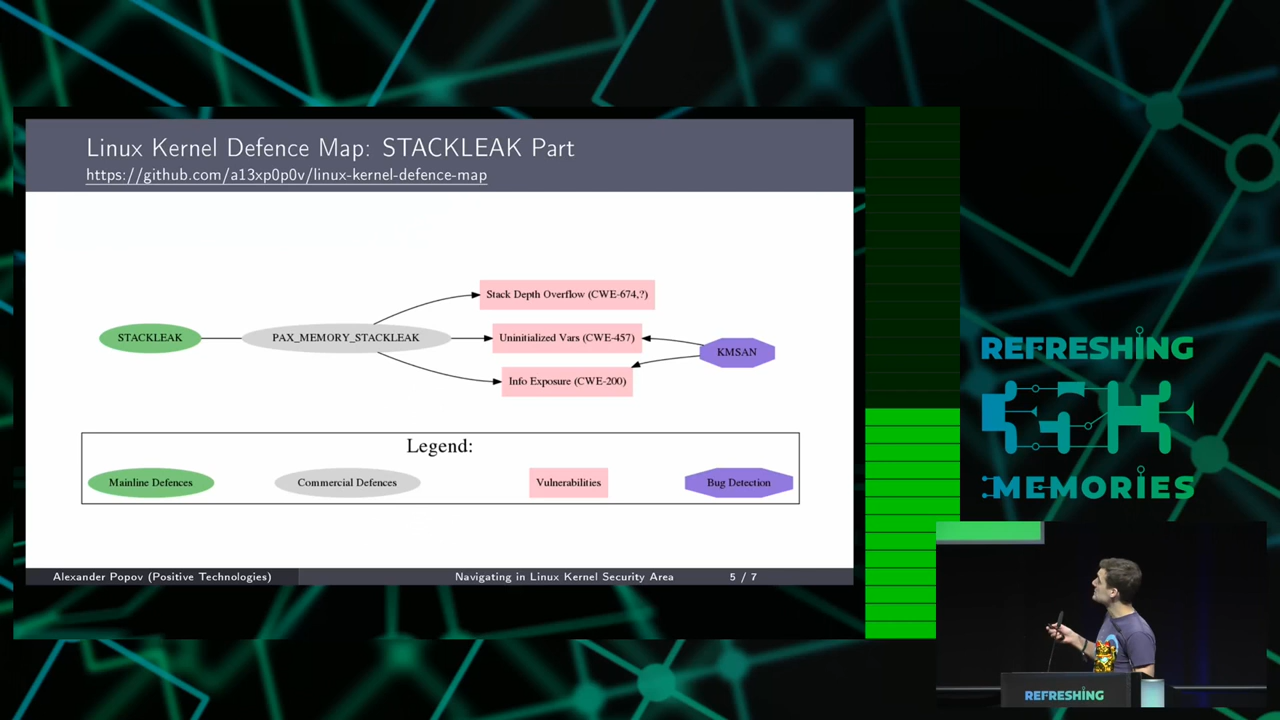 Linux Kernel Defence Map: STACKLEAK Part
https://github.com/a13xp0p0v/linux-kernel-defence-map
Stack Depth Overflow (CWE-674,?)
STACKLEAK
PAX_MEMORY_STACKLEAK
Uninitialized Vars (CWE-457)
KMSAN
Info Exposure (CWE-200)
Legend:
Mainline Defences
Commercial Defences
Vulnerabilities
Bug Detection
Alexander Popov (Positive Technologies)
Navigating in Linux Kernel Security Area
5 / 7
REFRESHING
MEMORIES
REFRESHING